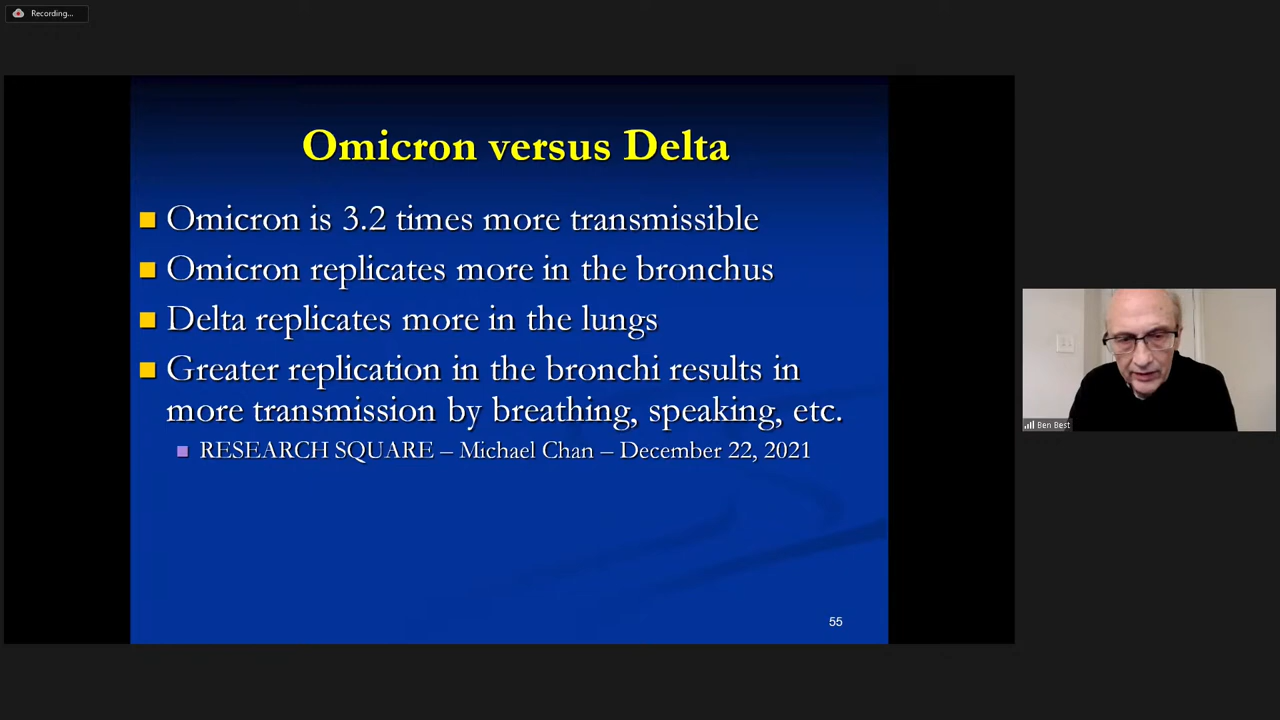 Recording...
Omicron versus Delta
Omicron is 3.2 times more transmissible
Omicron replicates more in the bronchus
Delta replicates more in the lungs
Greater replication in the bronchi results in
more transmission by breathing, speaking, etc.
RESEARCH SQUARE – Michael Chan – December 22, 2021
55
Ben Best